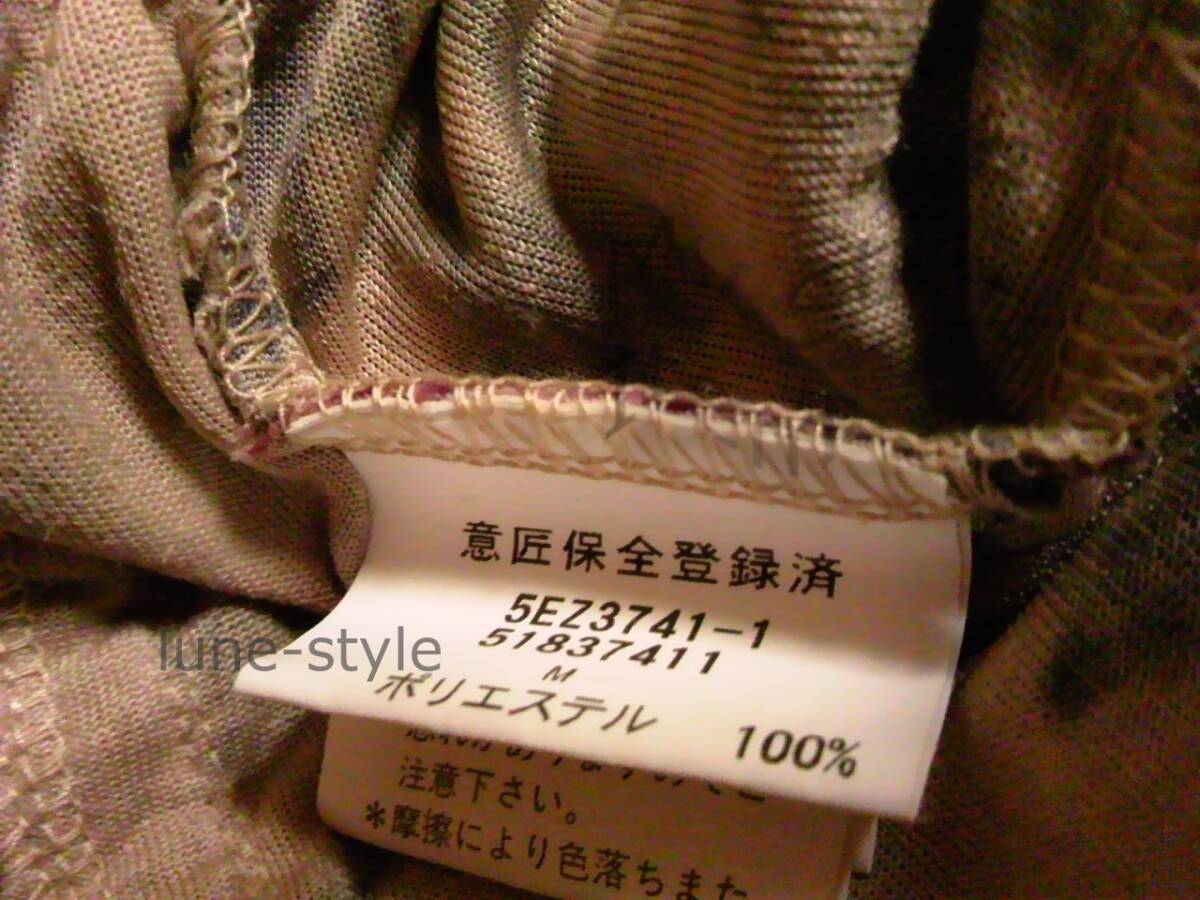 意匠保全登録済
5EZ3741-1
51837411
M
ポリエステル 100%
注意下さい。
*摩擦により色落ちまた
lune-style